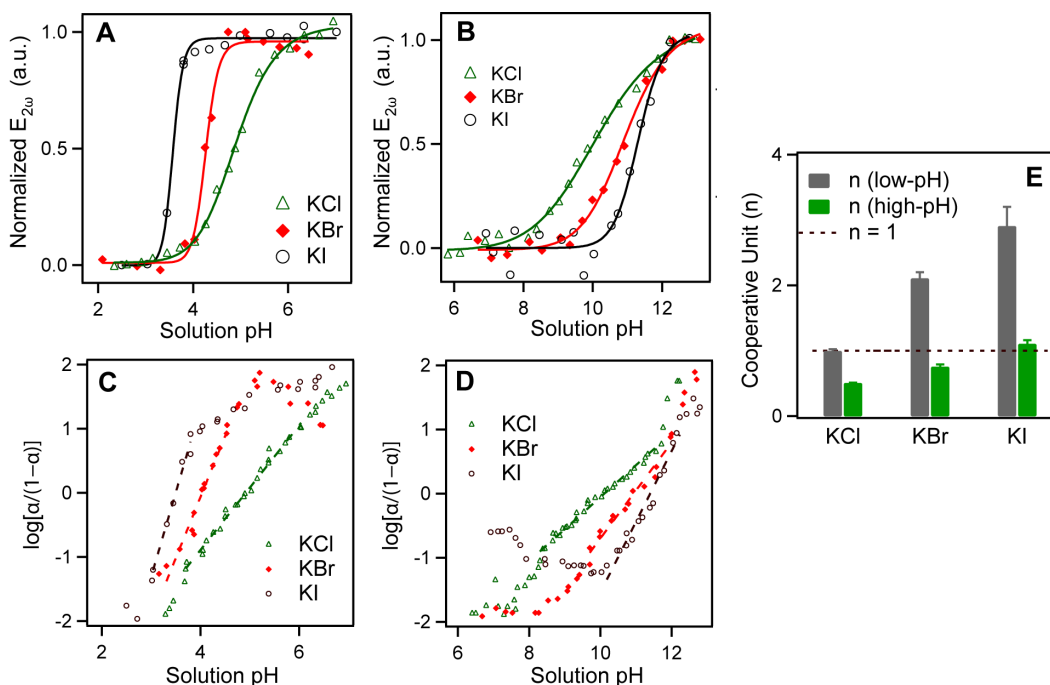 A
Normalized E2ω (a.u.)
1.0
0.5
0.0
KCl
KBr
KI
2
4
6
Solution pH
B
Normalized E2ω (a.u.)
1.0
0.5
0.0
KCl
KBr
KI
6
8
10
12
Solution pH
C
log[α/(1−α)]
2
1
0
-1
-2
KCl
KBr
KI
2
4
6
Solution pH
D
log[α/(1−α)]
2
1
0
-1
-2
KCl
KBr
KI
6
8
10
12
Solution pH
E
Cooperative Unit (n)
4
2
0
n (low-pH)
n (high-pH)
n = 1
KCl
KBr
KI